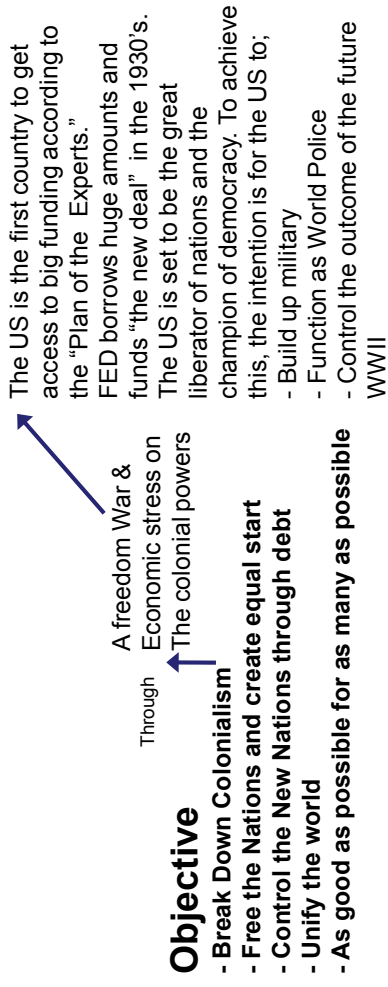 The US is the first country to get
access to big funding according to
the “Plan of the  Experts.”
FED borrows huge amounts and
funds “the new deal”  in the 1930’s.
The US is set to be the great
liberator of nations and the
champion of democracy. To achieve
this, the intention is for the US to;
- Build up military
- Function as World Police
- Control the outcome of the future
WWII
A freedom War &
Economic stress on
The colonial powers
Through
Objective
- Break Down Colonialism
- Free the Nations and create equal start
- Control the New Nations through debt
- Unify the world
- As good as possible for as many as possible